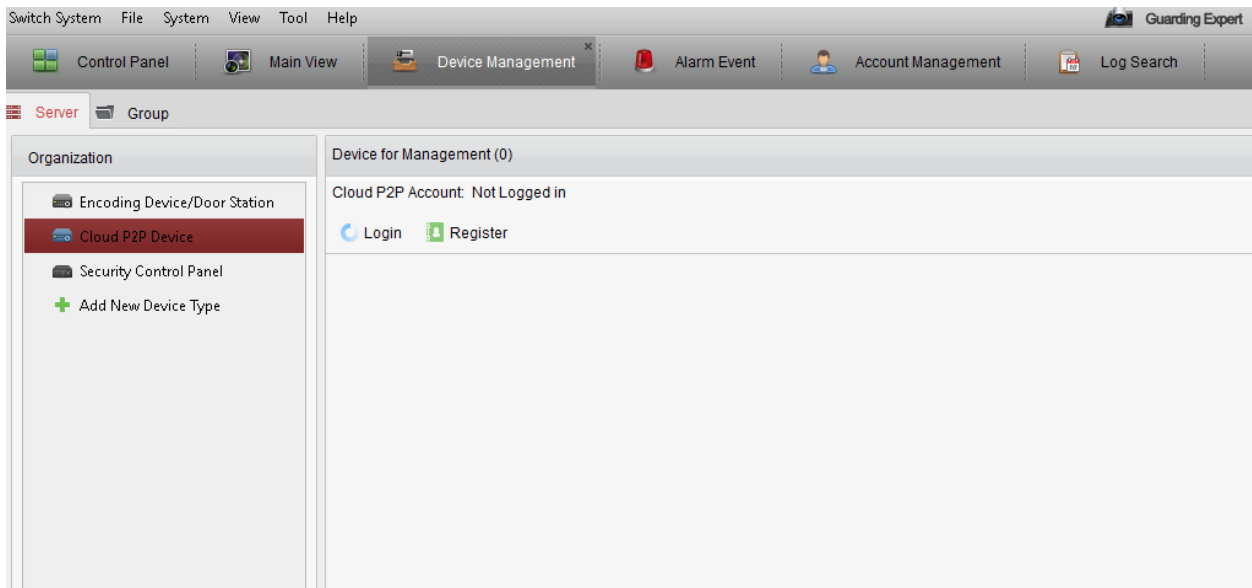 Switch System File System View Tool Help Guarding Expert
Control Panel Main View Device Management Alarm Event Account Management Log Search
Server Group
Organization
Encoding Device/Door Station
Cloud P2P Device
Security Control Panel
Add New Device Type
Device for Management (0)
Cloud P2P Account: Not Logged in
Login Register